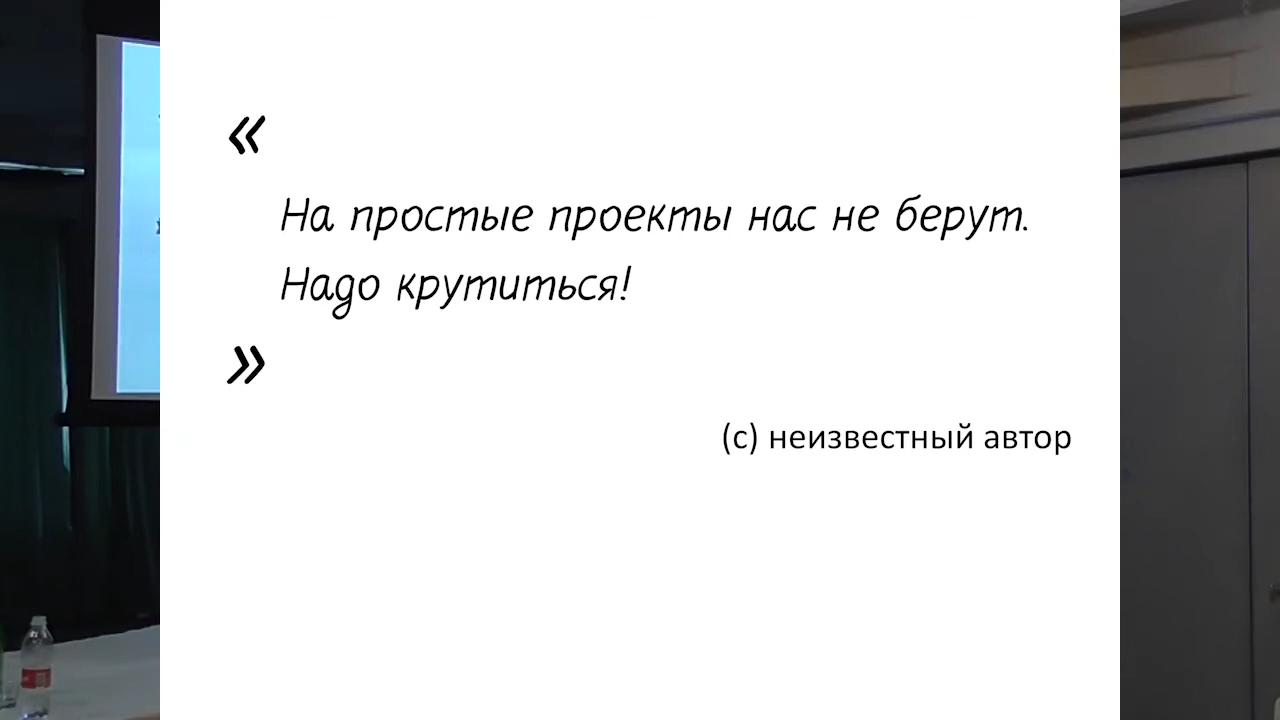 «
На простые проекты нас не берут.
Надо крутиться!
»
(с) неизвестный автор